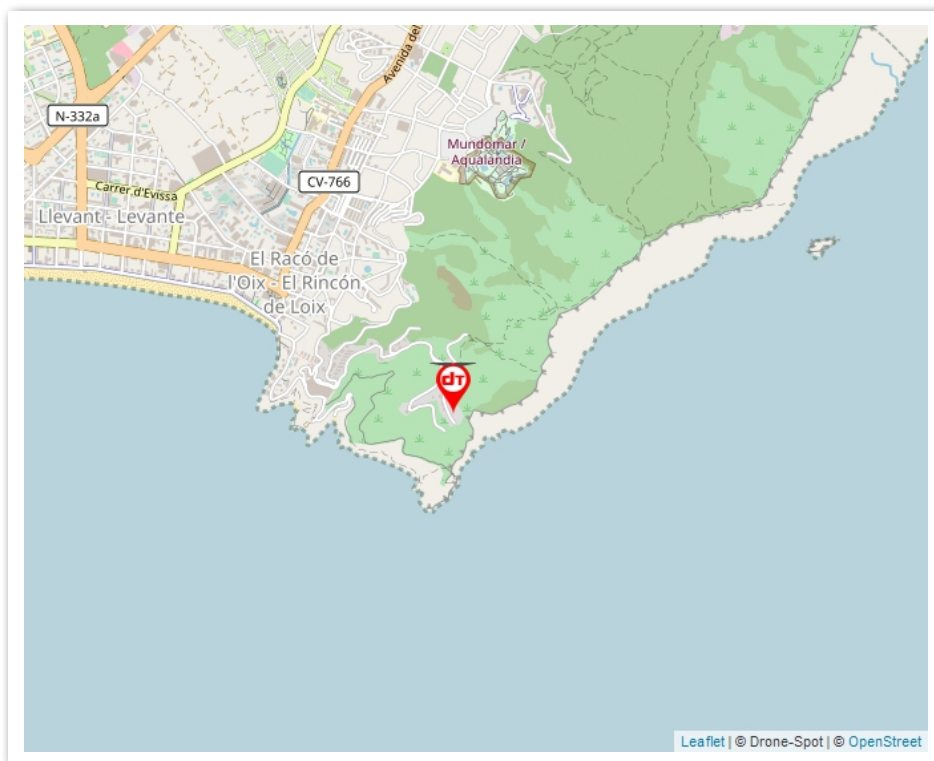 Avenida del
N-332a
Mundomar /
Aqualandia
CV-766
Carrer d'Evissa
Llevant - Levante
El Racó de
l'Oix - El Rincón
de Loix
dT
Leaflet | © Drone-Spot | © OpenStreet